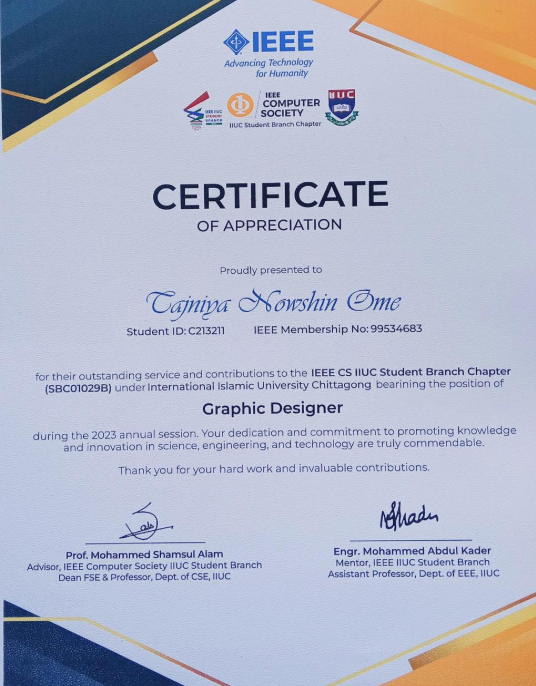 IEEE
Advancing Technology
for Humanity
IEEE IIUC
STUDENT
BRANCH
IEEE
COMPUTER
SOCIETY
IIUC Student Branch Chapter
IIUC
CERTIFICATE
OF APPRECIATION
Proudly presented to
Tajniya Nowshin Ome
Student ID: C213211 IEEE Membership No: 99534683
for their outstanding service and contributions to the IEEE CS IIUC Student Branch Chapter
(SBC01029B) under International Islamic University Chittagong bearining the position of
Graphic Designer
during the 2023 annual session. Your dedication and commitment to promoting knowledge
and innovation in science, engineering, and technology are truly commendable.
Thank you for your hard work and invaluable contributions.
Prof. Mohammed Shamsul Alam
Advisor, IEEE Computer Society IIUC Student Branch
Dean FSE & Professor, Dept. of CSE, IIUC
Engr. Mohammed Abdul Kader
Mentor, IEEE IIUC Student Branch
Assistant Professor, Dept. of EEE, IIUC